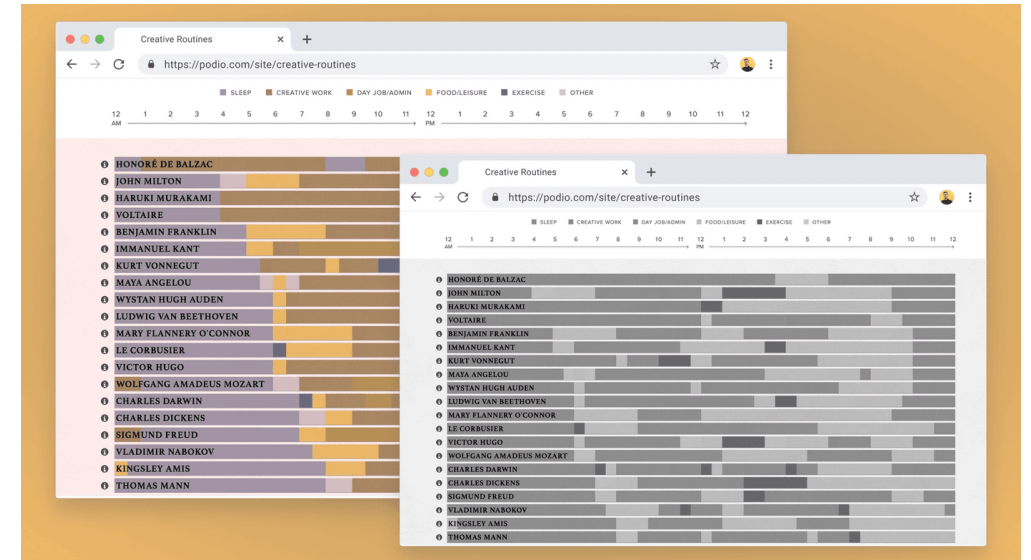 Creative Routines
https://podio.com/site/creative-routines
SLEEP CREATIVE WORK DAY JOB/ADMIN FOOD/LEISURE EXERCISE OTHER
12 1 2 3 4 5 6 7 8 9 10 11 12 1 2 3 4 5 6 7 8 9 10 11 12
AM PM
HONORÉ DE BALZAC
JOHN MILTON
HARUKI MURAKAMI
VOLTAIRE
BENJAMIN FRANKLIN
IMMANUEL KANT
KURT VONNEGUT
MAYA ANGELOU
WYSTAN HUGH AUDEN
LUDWIG VAN BEETHOVEN
MARY FLANNERY O'CONNOR
LE CORBUSIER
VICTOR HUGO
WOLFGANG AMADEUS MOZART
CHARLES DARWIN
CHARLES DICKENS
SIGMUND FREUD
VLADIMIR NABOKOV
KINGSLEY AMIS
THOMAS MANN
Creative Routines
https://podio.com/site/creative-routines
SLEEP CREATIVE WORK DAY JOB/ADMIN FOOD/LEISURE EXERCISE OTHER
12 1 2 3 4 5 6 7 8 9 10 11 12 1 2 3 4 5 6 7 8 9 10 11 12
AM PM
HONORÉ DE BALZAC
JOHN MILTON
HARUKI MURAKAMI
VOLTAIRE
BENJAMIN FRANKLIN
IMMANUEL KANT
KURT VONNEGUT
MAYA ANGELOU
WYSTAN HUGH AUDEN
LUDWIG VAN BEETHOVEN
MARY FLANNERY O'CONNOR
LE CORBUSIER
VICTOR HUGO
WOLFGANG AMADEUS MOZART
CHARLES DARWIN
CHARLES DICKENS
SIGMUND FREUD
VLADIMIR NABOKOV
KINGSLEY AMIS
THOMAS MANN